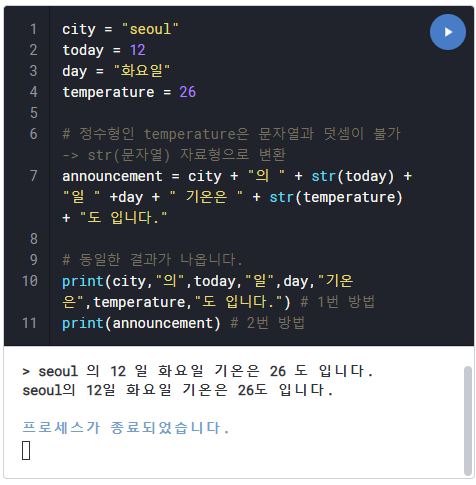 1 city = "seoul"
2 today = 12
3 day = "화요일"
4 temperature = 26
5
6 # 정수형인 temperature은 문자열과 덧셈이 불가
-> str(문자열) 자료형으로 변환
7 announcement = city + "의 " + str(today) +
"일 " +day + " 기온은 " + str(temperature)
+ "도 입니다."
8
9 # 동일한 결과가 나옵니다.
10 print(city,"의",today,"일",day,"기온
은",temperature,"도 입니다.") # 1번 방법
11 print(announcement) # 2번 방법
> seoul 의 12 일 화요일 기온은 26 도 입니다.
seoul의 12일 화요일 기온은 26도 입니다.
프로세스가 종료되었습니다.